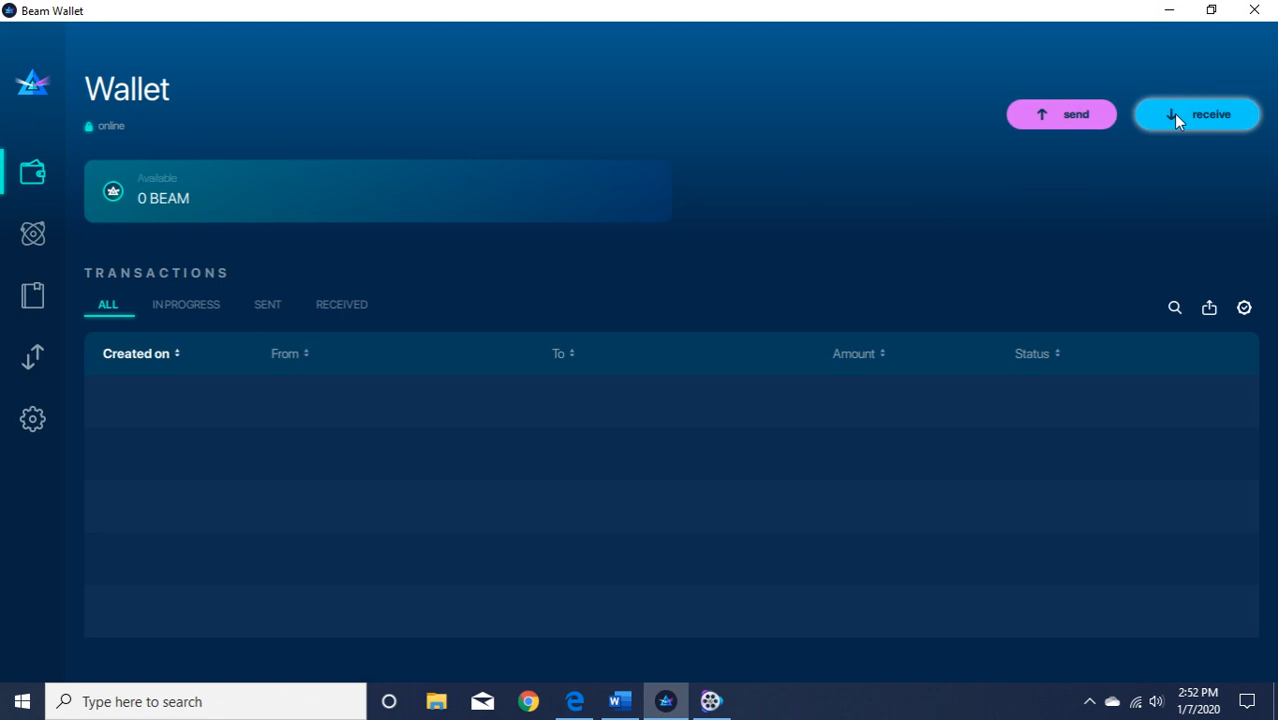 Beam Wallet
Wallet
online
send
receive
Available
0 BEAM
TRANSACTIONS
ALL
IN PROGRESS
SENT
RECEIVED
Created on
From
To
Amount
Status
Type here to search
2:52 PM
1/7/2020